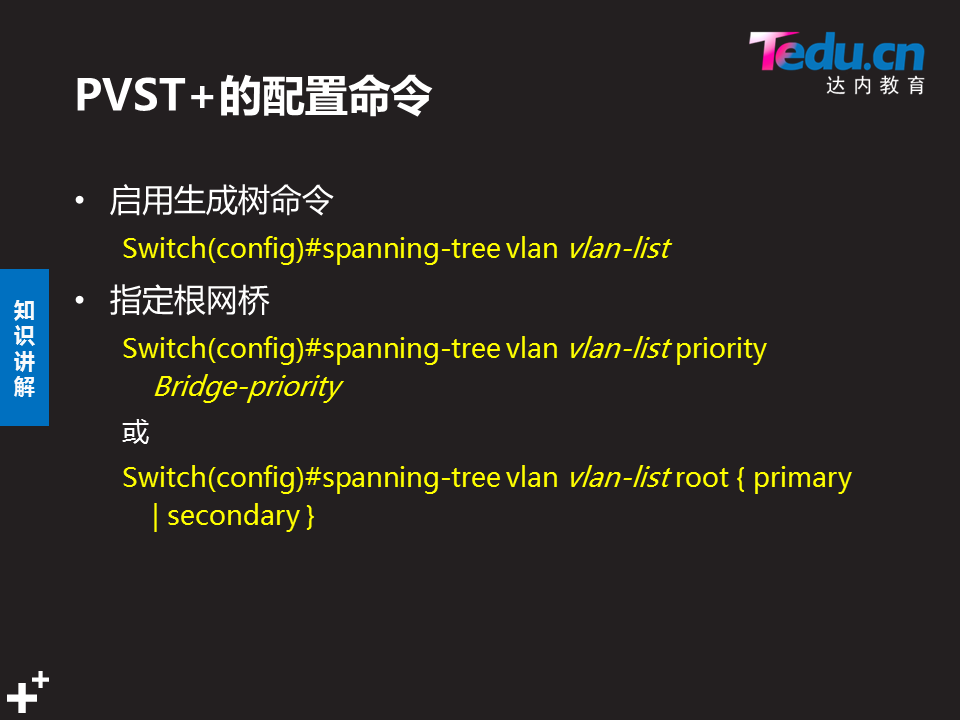 Tedu.cn
达内教育
PVST+的配置命令
• 启用生成树命令
Switch(config)#spanning-tree vlan vlan-list
• 指定根网桥
Switch(config)#spanning-tree vlan vlan-list priority
Bridge-priority
或
Switch(config)#spanning-tree vlan vlan-list root { primary
| secondary }
知
识
讲
解